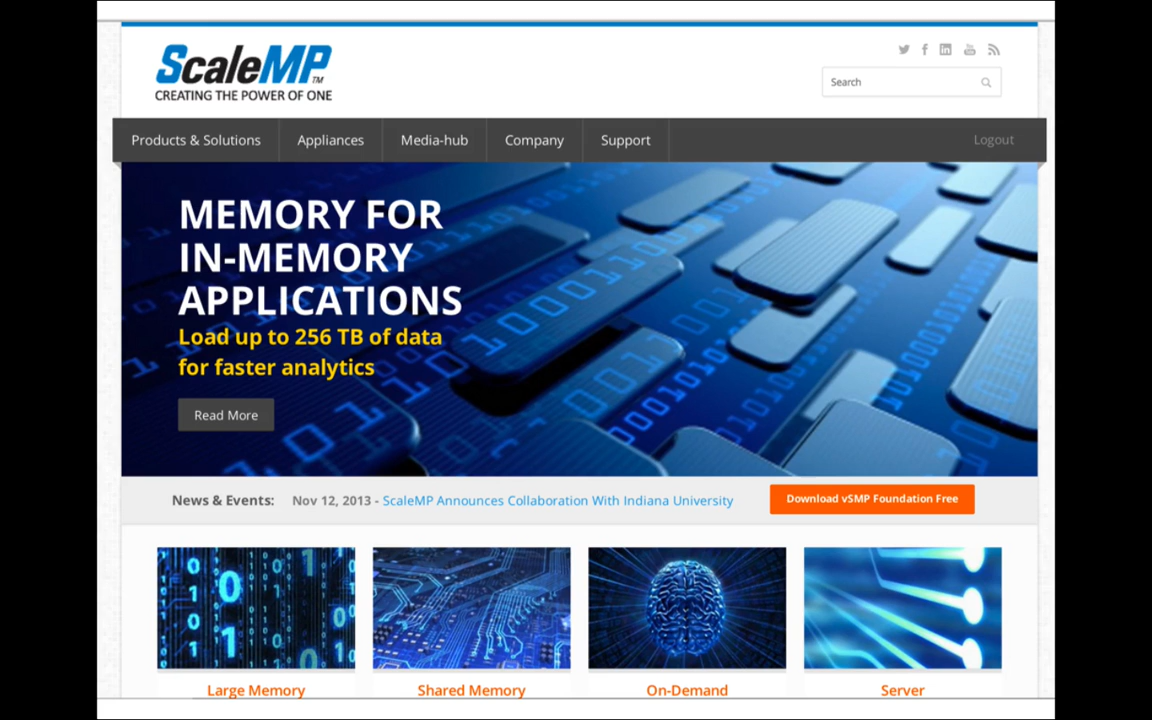 ScaleMP™
CREATING THE POWER OF ONE
Search
Products & Solutions
Appliances
Media-hub
Company
Support
Logout
MEMORY FOR
IN-MEMORY
APPLICATIONS
Load up to 256 TB of data
for faster analytics
Read More
News & Events: Nov 12, 2013 - ScaleMP Announces Collaboration With Indiana University
Download vSMP Foundation Free
Large Memory
Shared Memory
On-Demand
Server